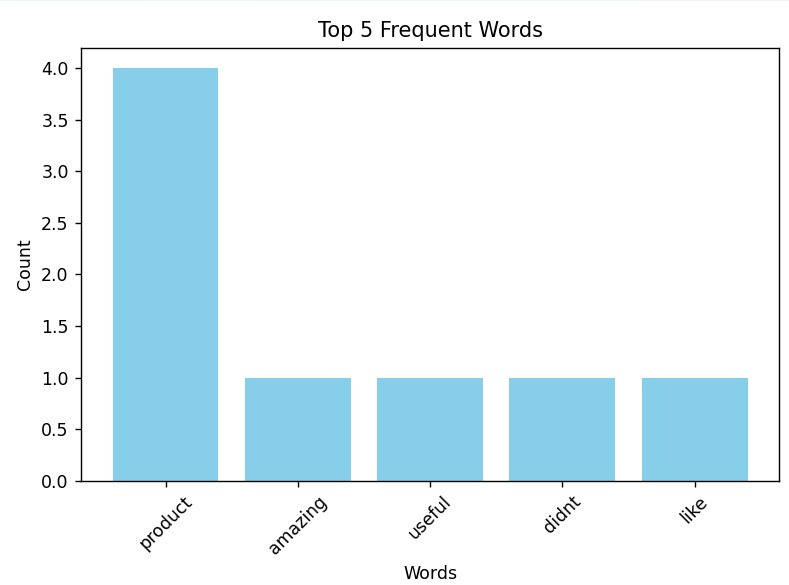 Top 5 Frequent Words
Count
4.0
3.5
3.0
2.5
2.0
1.5
1.0
0.5
0.0
product
amazing
useful
didnt
like
Words